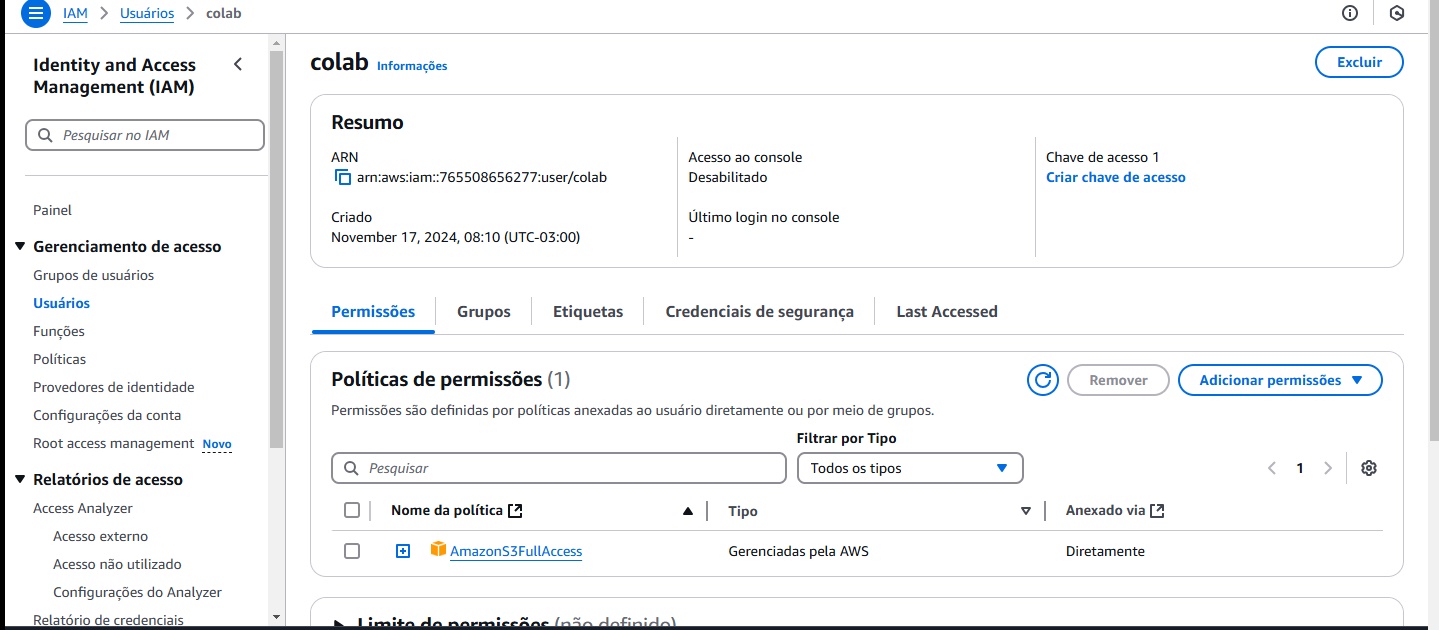 IAM > Usuários > colab
Identity and Access
Management (IAM)
Pesquisar no IAM
Painel
Gerenciamento de acesso
Grupos de usuários
Usuários
Funções
Políticas
Provedores de identidade
Configurações da conta
Root access management Novo
Relatórios de acesso
Access Analyzer
Acesso externo
Acesso não utilizado
Configurações do Analyzer
Relatório de credenciais
colab Informações
Excluir
Resumo
ARN
arn:aws:iam::765508656277:user/colab
Criado
November 17, 2024, 08:10 (UTC-03:00)
Acesso ao console
Desabilitado
Último login no console
-
Chave de acesso 1
Criar chave de acesso
Permissões Grupos Etiquetas Credenciais de segurança Last Accessed
Políticas de permissões (1)
Remover Adicionar permissões
Permissões são definidas por políticas anexadas ao usuário diretamente ou por meio de grupos.
Filtrar por Tipo
Pesquisar Todos os tipos 1
Nome da política Tipo Anexado via
AmazonS3FullAccess Gerenciadas pela AWS Diretamente
Limite de permissões (não definido)